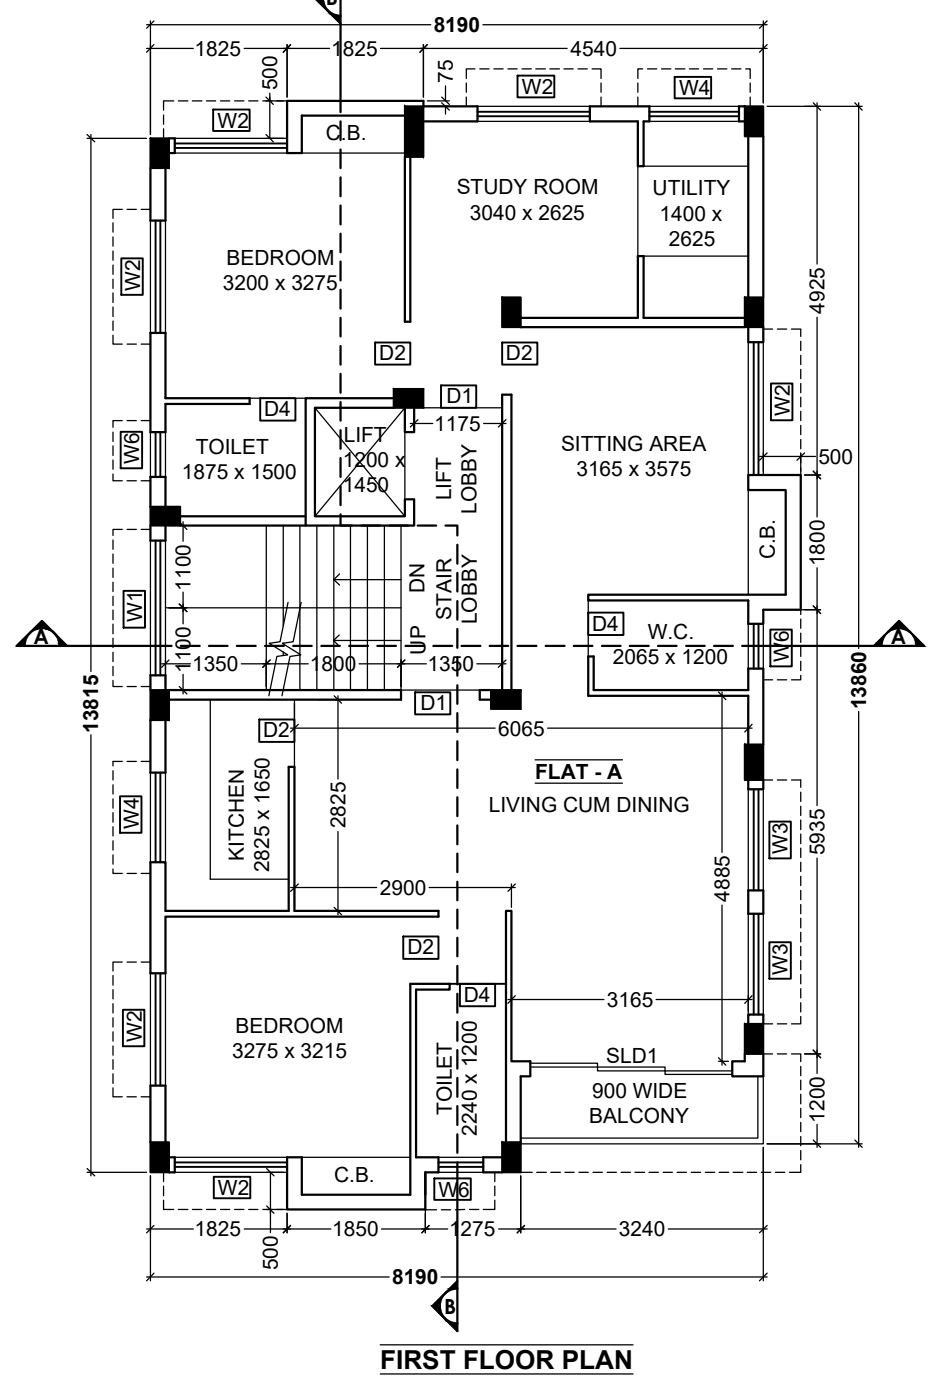 B
8190
1825 1825 4540
500
75
W2
W2
W4
C.B.
STUDY ROOM
3040 x 2625
UTILITY
1400 x
2625
BEDROOM
3200 x 3275
W2
4925
D2
D2
D1
D4
1175
W2
W6
TOILET
1875 x 1500
LIFT
1200 x
1450
LIFT
LOBBY
SITTING AREA
3165 x 3575
500
C.B.
1800
W1
1100
1100
UP DN
STAIR
LOBBY
D4
W.C.
2065 x 1200
W6
A
A
1350 1800 1350
13815
13860
D1
D2
6065
FLAT - A
LIVING CUM DINING
W4
KITCHEN
2825 x 1650
2825
W3
5935
4885
2900
D2
W3
D4
3165
W2
BEDROOM
3275 x 3215
TOILET
2240 x 1200
SLD1
900 WIDE
BALCONY
1200
C.B.
W2
W6
1825 1850 1275 3240
500
8190
B
FIRST FLOOR PLAN